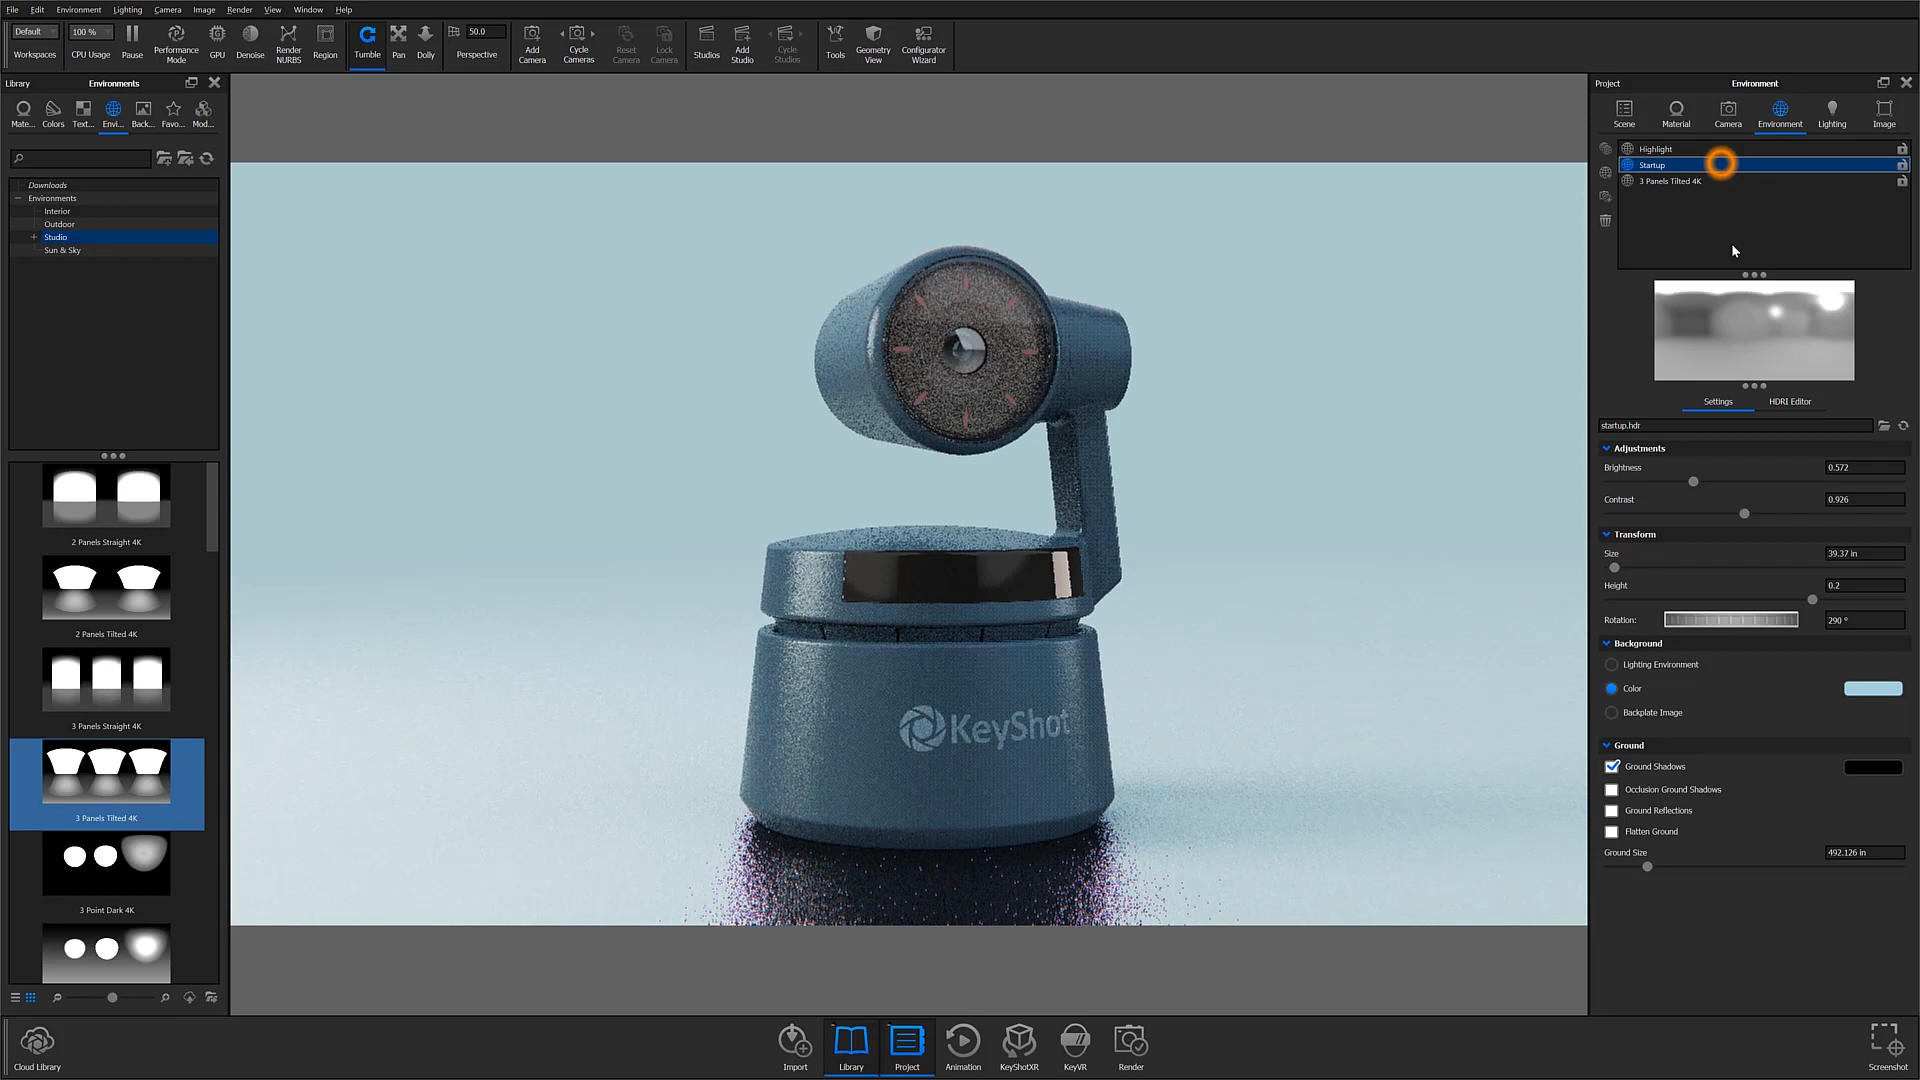 File Edit Environment Lighting Camera Image Render View Window Help
Default 100 % 50.0
Workspaces CPU Usage Pause Performance Mode GPU Denoise Render NURBS Region Tumble Pan Dolly Perspective Add Camera Cycle Cameras Reset Camera Lock Camera Studios Add Studio Cycle Studios Tools Geometry View Configurator Wizard
Library Environments
Mate... Colors Text... Envi... Back... Favo... Mod...
Downloads
Environments
Interior
Outdoor
Studio
Sun & Sky
2 Panels Straight 4K
2 Panels Tilted 4K
3 Panels Straight 4K
3 Panels Tilted 4K
3 Point Dark 4K
KeyShot
Project Environment
Scene Material Camera Environment Lighting Image
Highlight
Startup
3 Panels Tilted 4K
Settings HDRI Editor
startup.hdr
Adjustments
Brightness 0.572
Contrast 0.926
Transform
Size 39.37 in
Height 0.2
Rotation: 290 °
Background
Lighting Environment
Color
Backplate Image
Ground
Ground Shadows
Occlusion Ground Shadows
Ground Reflections
Flatten Ground
Ground Size 492.126 in
Cloud Library Import Library Project Animation KeyShotXR KeyVR Render Screenshot